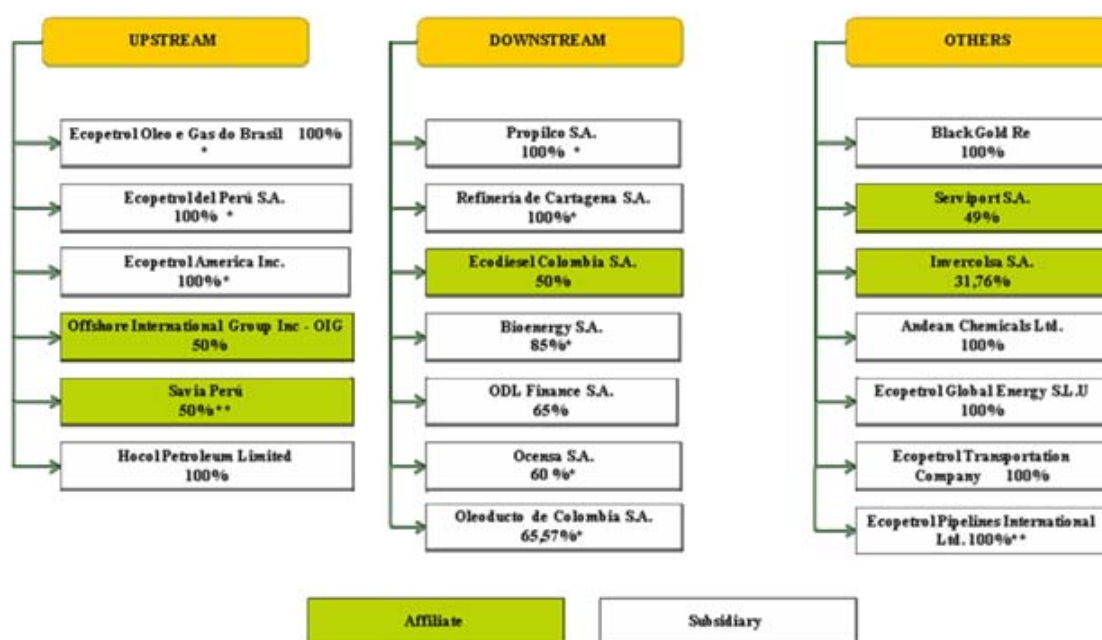 UPSTREAM
Ecopetrol Oleo e Gas do Brasil 100%
*
Ecopetrol del Perú S.A.
100% *
Ecopetrol America Inc.
100%*
Offshore International Group Inc - OIG
50%
Savia Perú
50%**
Hocol Petroleum Limited
100%
DOWNSTREAM
Propilco S.A.
100% *
Refinería de Cartagena S.A.
100%*
Ecodiesel Colombia S.A.
50%
Bioenergy S.A.
85%*
ODL Finance S.A.
65%
Ocensa S.A.
60 %*
Oleoducto de Colombia S.A.
65,57%*
OTHERS
Black Gold Re
100%
Serviport S.A.
49%
Invercolsa S.A.
31,76%
Andean Chemicals Ltd.
100%
Ecopetrol Global Energy S.L.U
100%
Ecopetrol Transportation
Company 100%
Ecopetrol Pipelines International
Ltd. 100%**
Affiliate
Subsidiary